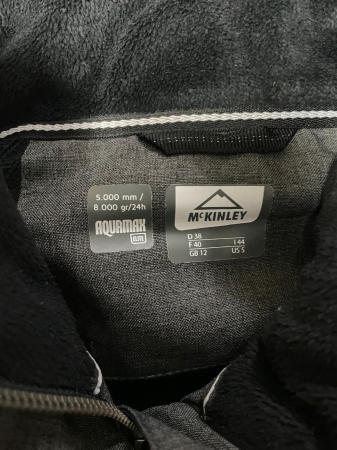 5.000 mm /
8.000 gr/24h
AQUAMAX
McKINLEY
D 38
E 40 I 44
GB 12 US S